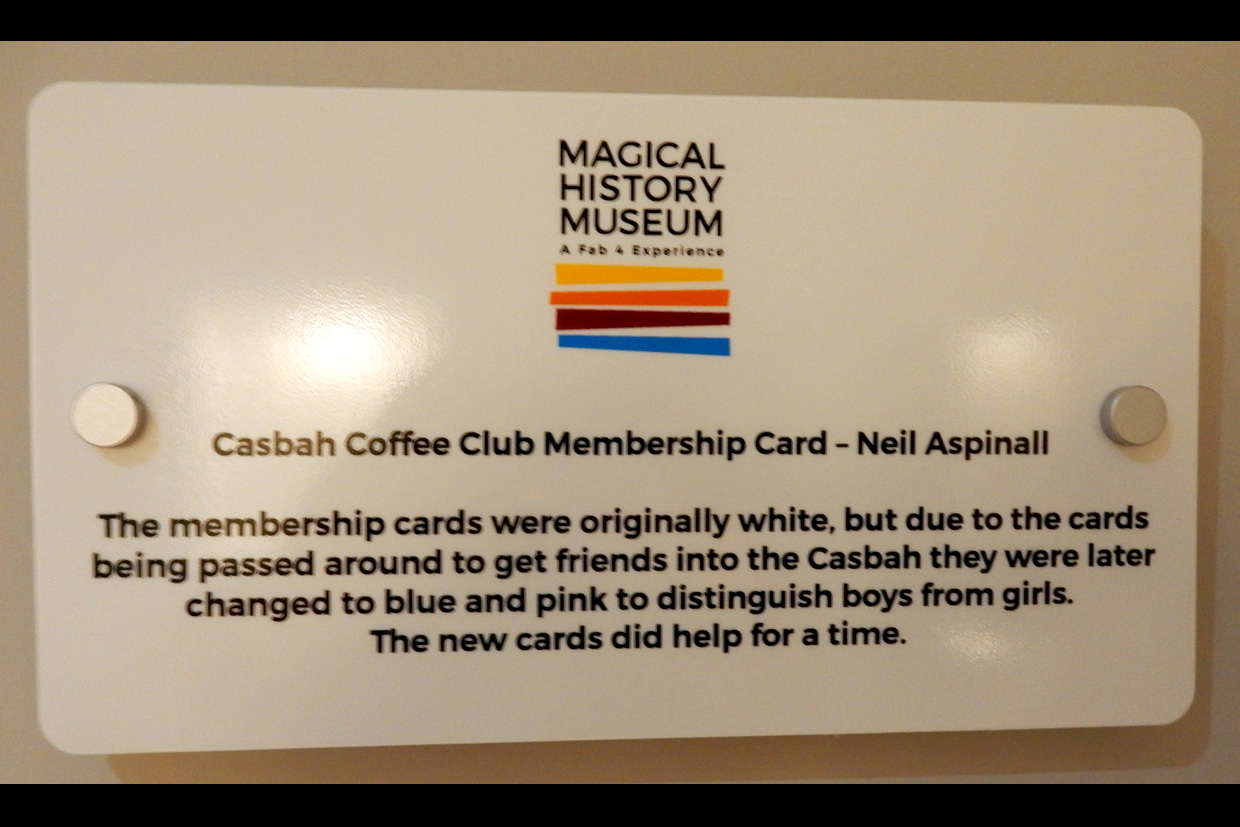 MAGICAL
HISTORY
MUSEUM
A Fab 4 Experience
Casbah Coffee Club Membership Card – Neil Aspinall
The membership cards were originally white, but due to the cards
being passed around to get friends into the Casbah they were later
changed to blue and pink to distinguish boys from girls.
The new cards did help for a time.